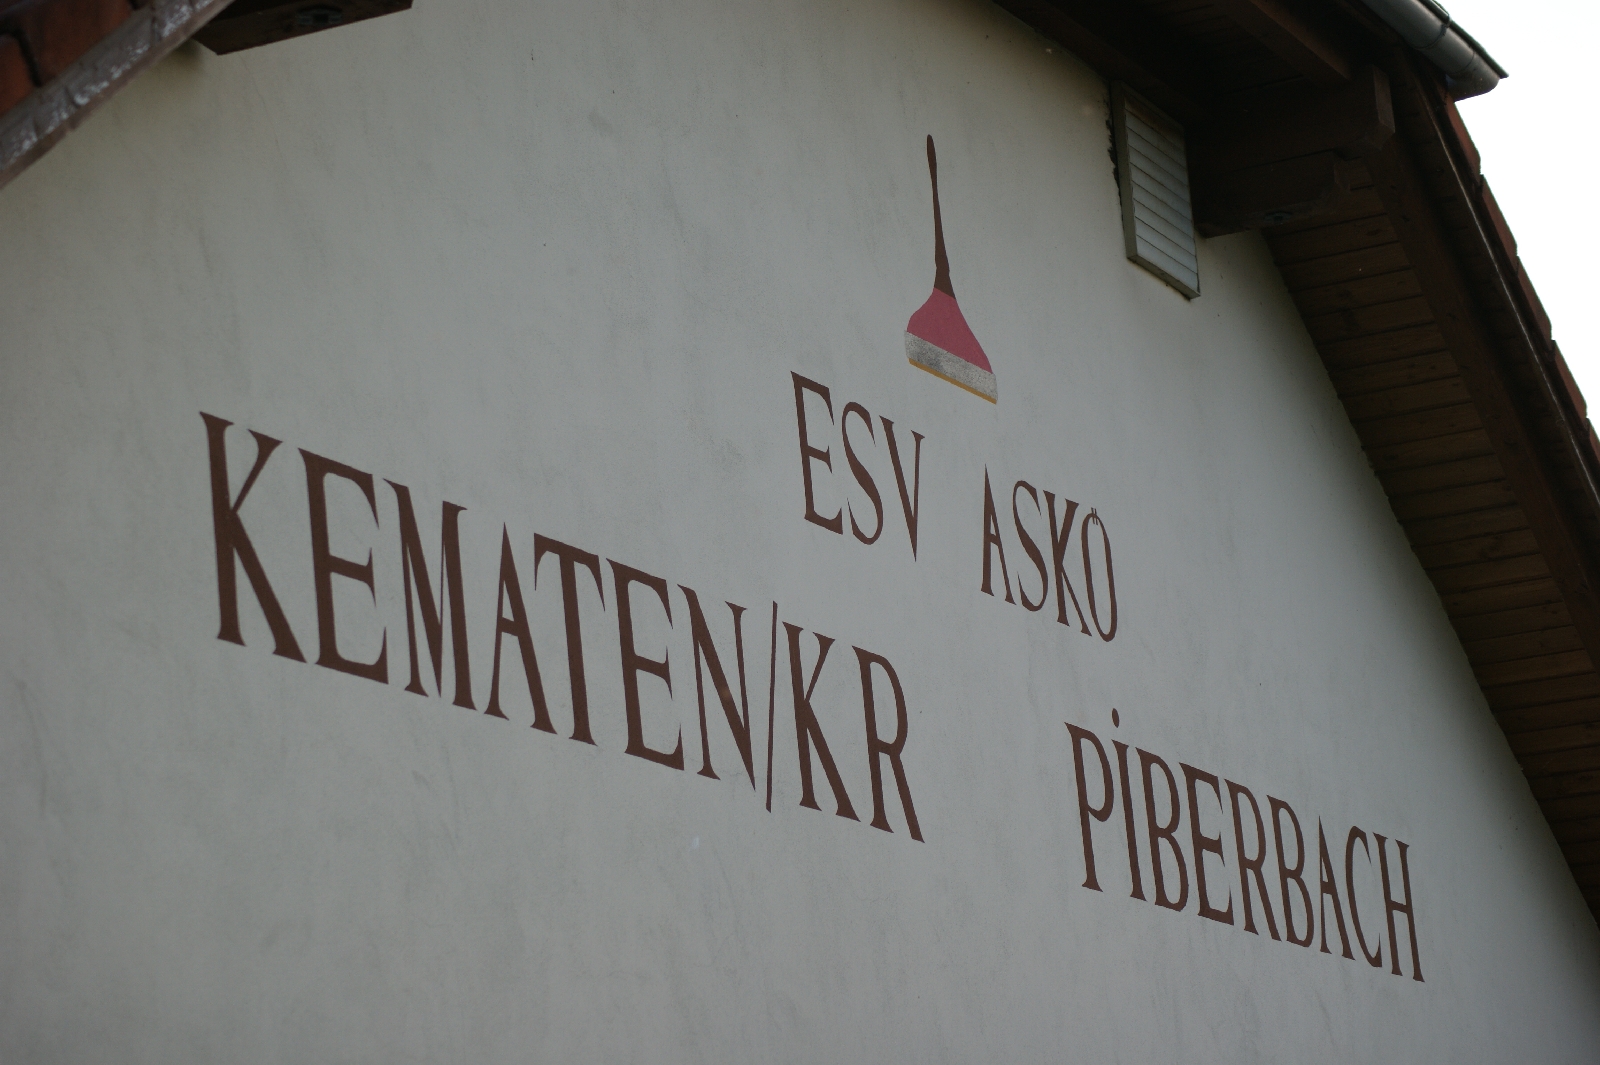 ESV ASKÖ
KEMATEN/KR PİBERBACH